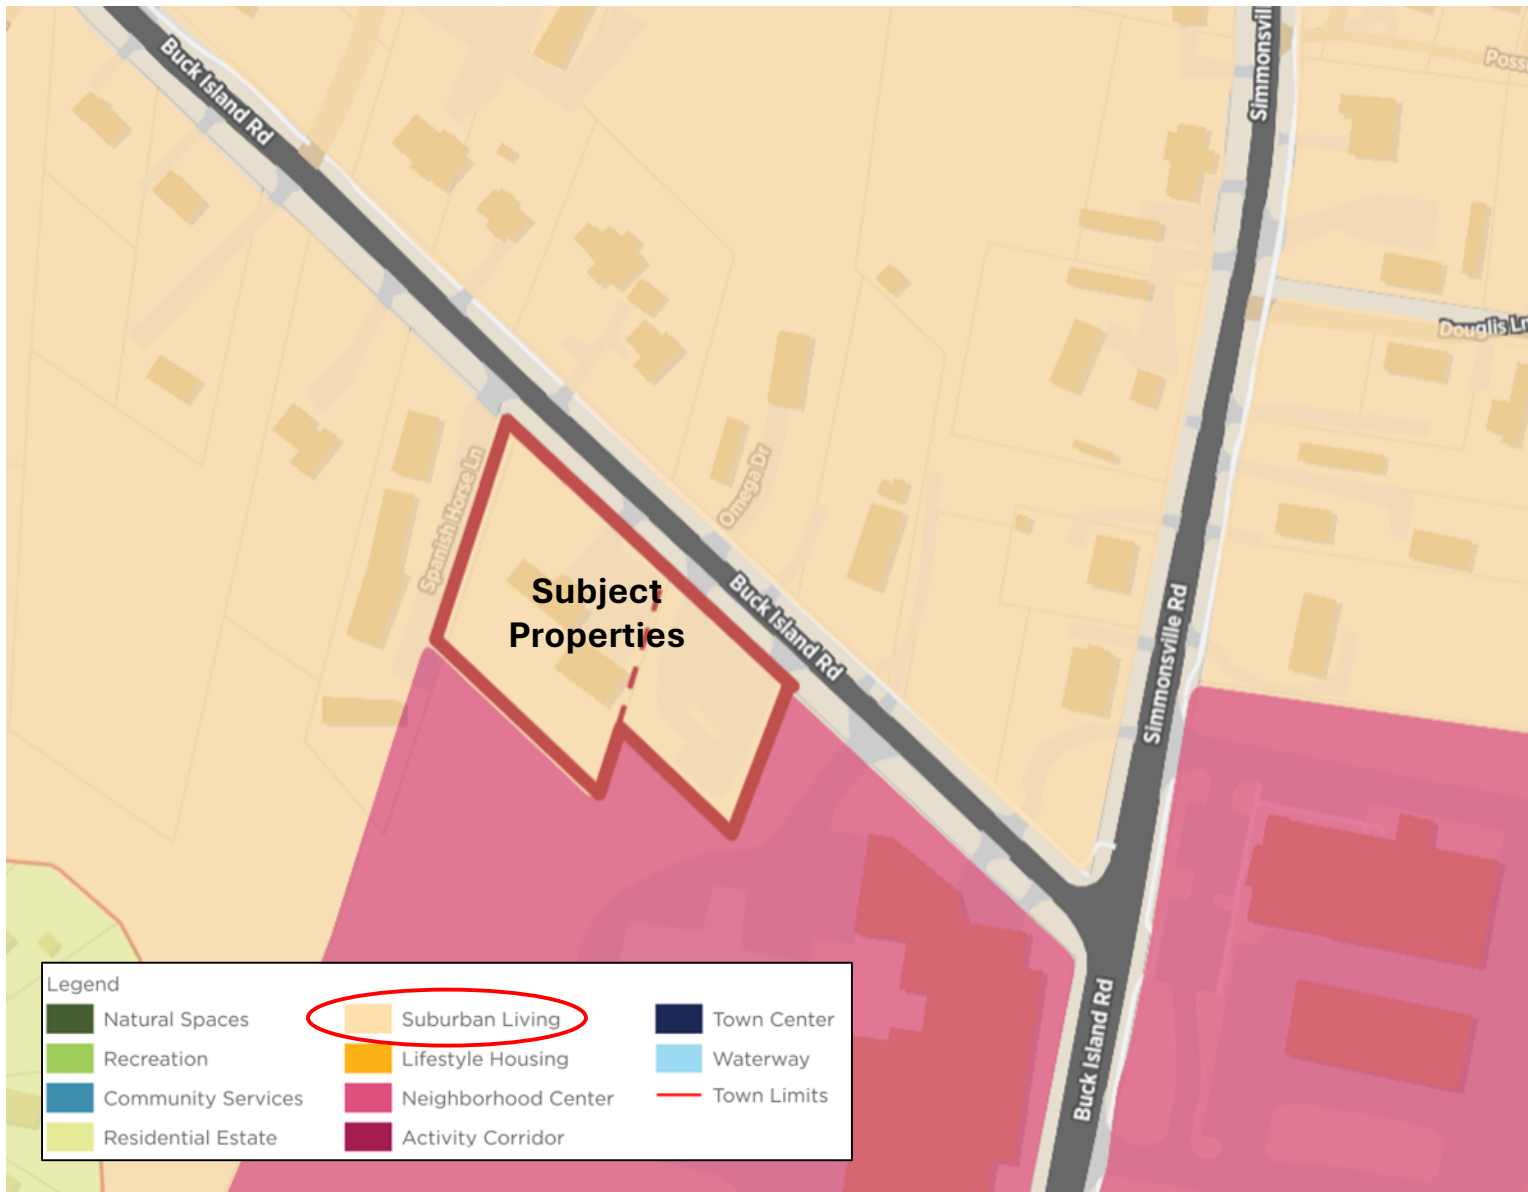 Buck Island Rd
Simmonsvil
Poss
Douglis Ln
Spanish Horse Ln
Omega Dr
Subject
Properties
Buck Island Rd
Simmonsville Rd
Buck Island Rd
Legend
Natural Spaces
Recreation
Community Services
Residential Estate
Suburban Living
Lifestyle Housing
Neighborhood Center
Activity Corridor
Town Center
Waterway
Town Limits